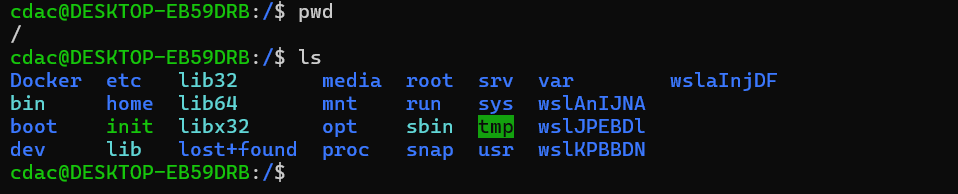 cdac@DESKTOP-EB59DRB:/$ pwd
/
cdac@DESKTOP-EB59DRB:/$ ls
Docker etc lib32 media root srv var wslaInjDF
bin home lib64 mnt run sys wslAnIJNA
boot init libx32 opt sbin tmp wslJPEBDl
dev lib lost+found proc snap usr wslKPBBDN
cdac@DESKTOP-EB59DRB:/$